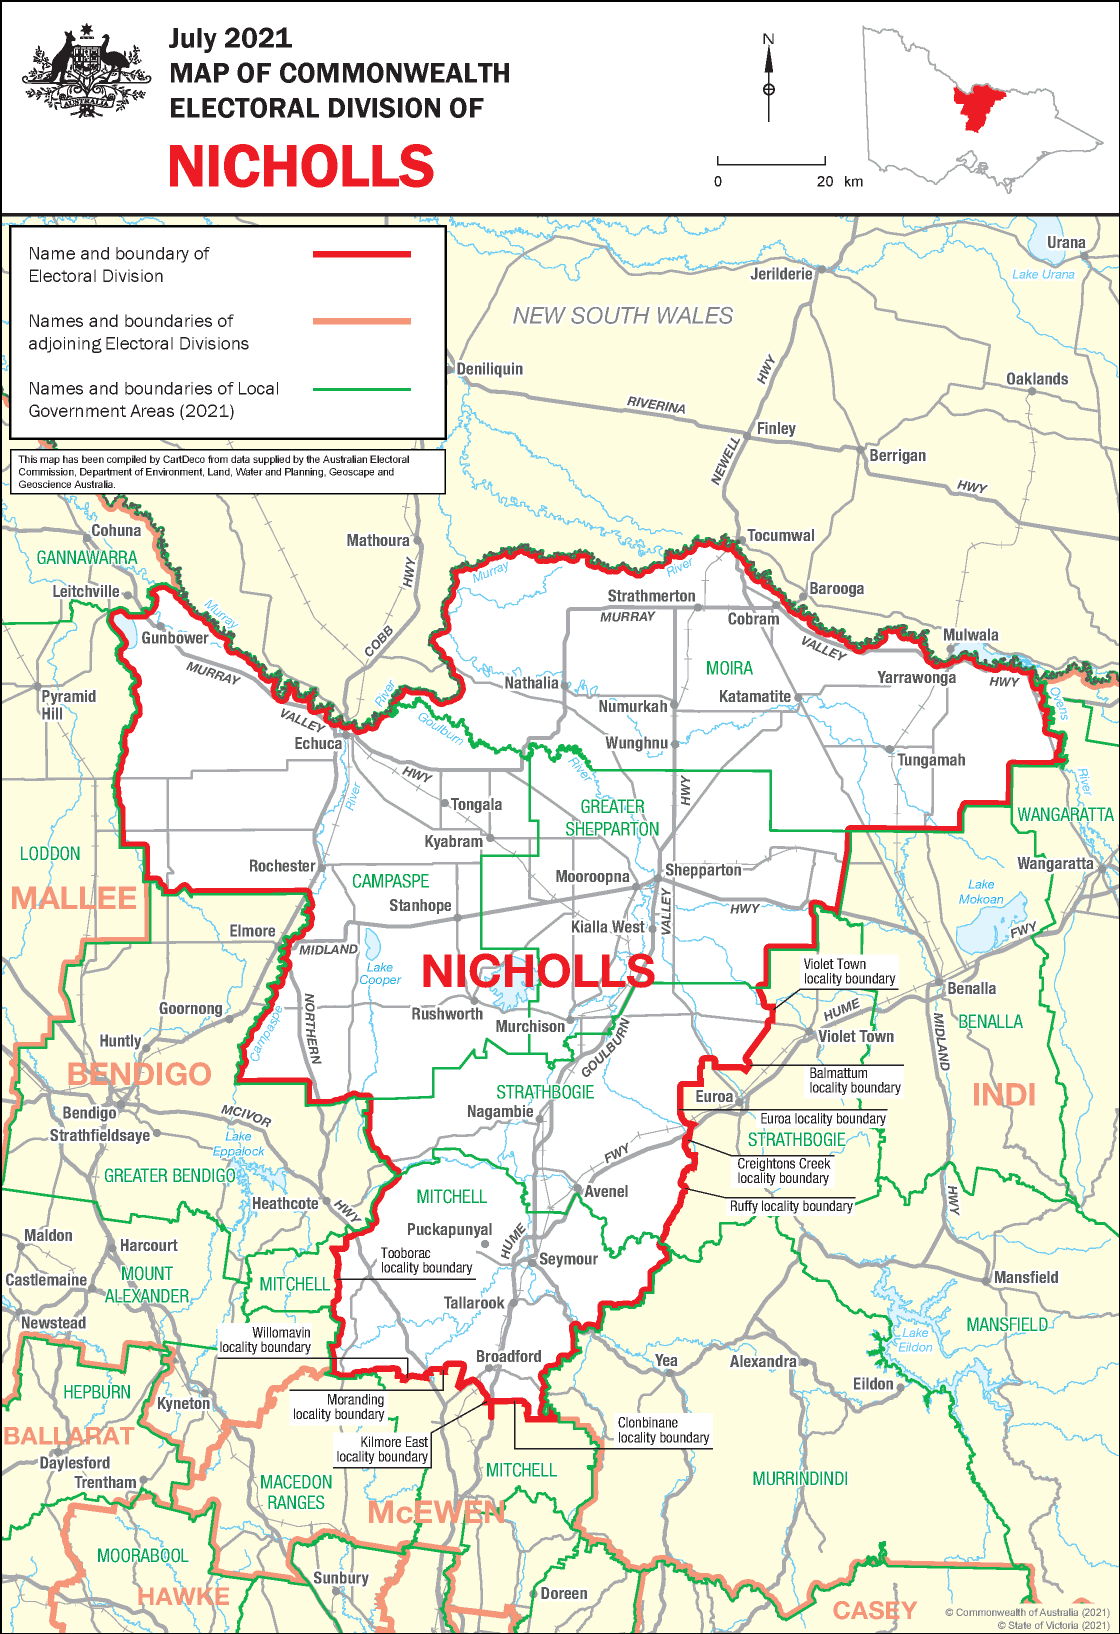 July 2021
MAP OF COMMONWEALTH
ELECTORAL DIVISION OF
NICHOLLS
AUSTRALIA
N
0 20 km
Name and boundary of
Electoral Division
Names and boundaries of
adjoining Electoral Divisions
Names and boundaries of Local
Government Areas (2021)
This map has been compiled by CartDeco from data supplied by the Australian Electoral
Commission, Department of Environment, Land, Water and Planning, Geoscape and
Geoscience Australia.
Urana
Lake Urana
Jerilderie
NEW SOUTH WALES
Deniliquin
HWY
Oaklands
RIVERINA
Finley
NEWELL
Berrigan
HWY
Cohuna
Mathoura
Tocumwal
GANNAWARRA
HWY
Murray
River
Leitchville
Strathmerton
Barooga
Murray
MURRAY
Cobram
Gunbower
COBB
VALLEY
Mulwala
MURRAY
MOIRA
Yarrawonga
HWY
Pyramid
Hill
River
Nathalia
Katamatite
Ovens
VALLEY
Goulburn
Numurkah
Echuca
Wunghnu
Tungamah
HWY
River
HWY
River
River
Tongala
GREATER
SHEPPARTON
WANGARATTA
Kyabram
LODDON
Rochester
CAMPASPE
Mooroopna
Shepparton
Wangaratta
MALLEE
Stanhope
HWY
Lake
Mokoan
VALLEY
Elmore
Kialla West
FWY
MIDLAND
NICHOLLS
Violet Town
locality boundary
Lake
Cooper
Benalla
Goornong
NORTHERN
Rushworth
Murchison
HUME
Campaspe
MIDLAND
BENALLA
Huntly
GOULBURN
Violet Town
BENDIGO
Balmattum
locality boundary
STRATHBOGIE
INDI
Euroa
Bendigo
MCIVOR
Nagambie
Euroa locality boundary
Strathfieldsaye
Lake
Eppalock
STRATHBOGIE
FWY
Creightons Creek
locality boundary
GREATER BENDIGO
MITCHELL
Avenel
Heathcote
HWY
Ruffy locality boundary
HWY
Puckapunyal
HUME
Maldon
Harcourt
Tooborac
locality boundary
Seymour
Castlemaine
MOUNT
ALEXANDER
MITCHELL
Mansfield
Newstead
Tallarook
MANSFIELD
Willomavin
locality boundary
Lake
Eildon
Broadford
Yea
Alexandra
HEPBURN
Moranding
locality boundary
Eildon
Kyneton
BALLARAT
Kilmore East
locality boundary
Clonbinane
locality boundary
Daylesford
Trentham
MACEDON
RANGES
MITCHELL
MURRINDINDI
McEWEN
MOORABOOL
Sunbury
HAWKE
Doreen
CASEY
© Commonwealth of Australia (2021)
© State of Victoria (2021)